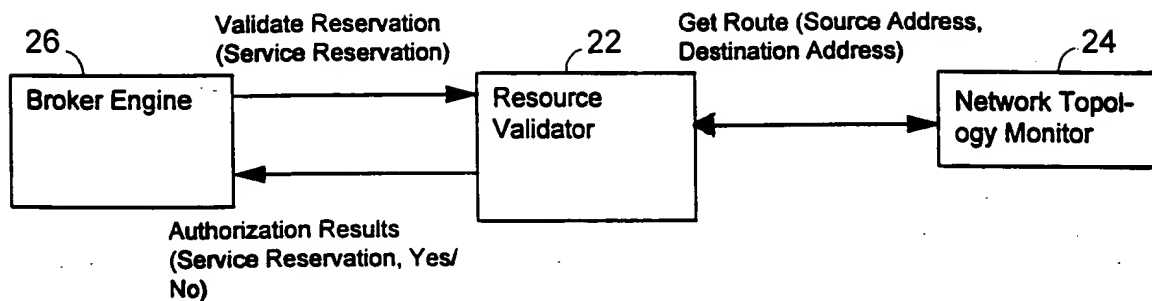 Validate Reservation
(Service Reservation)
Get Route (Source Address,
Destination Address)
26
22
24
Broker Engine
Resource
Validator
Network Topol-
ogy Monitor
Authorization Results
(Service Reservation, Yes/
No)